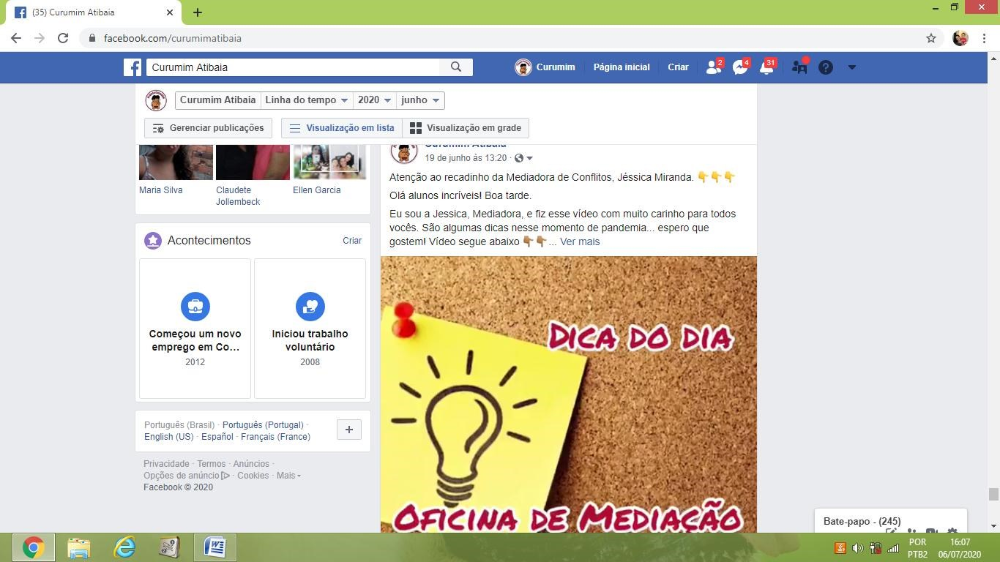 (35) Curumim Atibaia
facebook.com/curumimatibaia
Curumim Atibaia
Curumim
Página inicial
Criar
2
4
31
Curumim Atibaia
Linha do tempo
2020
junho
Gerenciar publicações
Visualização em lista
Visualização em grade
Maria Silva
Claudete
Jollembeck
Ellen Garcia
Acontecimentos
Criar
Começou um novo
emprego em Co…
2012
Iniciou trabalho
voluntário
2008
Português (Brasil) · Português (Portugal) ·
English (US) · Español · Français (France)
+
Privacidade · Termos · Anúncios ·
Opções de anúncio · Cookies · Mais
Facebook © 2020
Curumim Atibaia
19 de junho às 13:20 ·
Atenção ao recadinho da Mediadora de Conflitos, Jéssica Miranda. 👇👇👇
Olá alunos incríveis! Boa tarde.
Eu sou a Jessica, Mediadora, e fiz esse vídeo com muito carinho para todos
vocês. São algumas dicas nesse momento de pandemia... espero que
gostem! Vídeo segue abaixo 👇🏽👇🏽... Ver mais
DICA DO DIA
OFICINA DE MEDIAÇÃO
Bate-papo - (245)
POR
PTB2
16:07
06/07/2020